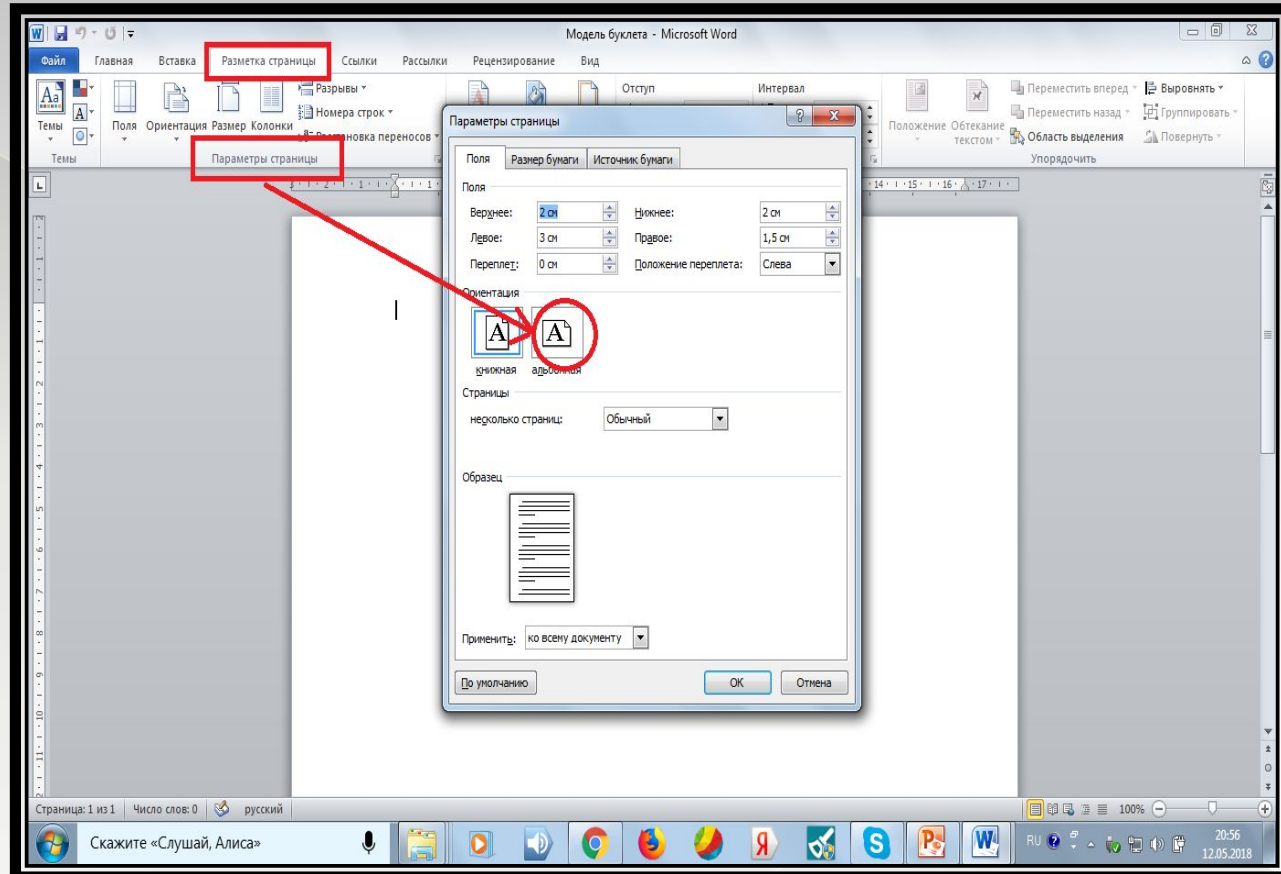 Модель буклета - Microsoft Word
Файл Главная Вставка Разметка страницы Ссылки Рассылки Рецензирование Вид
Темы
Поля Ориентация Размер Колонки
Разрывы
Номера строк
переносов
Отступ
Интервал
Положение Обтекание текстом
Переместить вперед
Переместить назад
Область выделения
Выровнять
Группировать
Повернуть
Темы
Параметры страницы
Упорядочить
Параметры страницы
Поля Размер бумаги Источник бумаги
Поля
Верхнее: 2 см Нижнее: 2 см
Левое: 3 см Правое: 1,5 см
Переплет: 0 см Положение переплета: Слева
Ориентация
книжная альбомная
Страницы
несколько страниц: Обычный
Образец
Применить: ко всему документу
По умолчанию ОК Отмена
Страница: 1 из 1 Число слов: 0 русский 100%
Скажите «Слушай, Алиса»
RU
20:56
12.05.2018